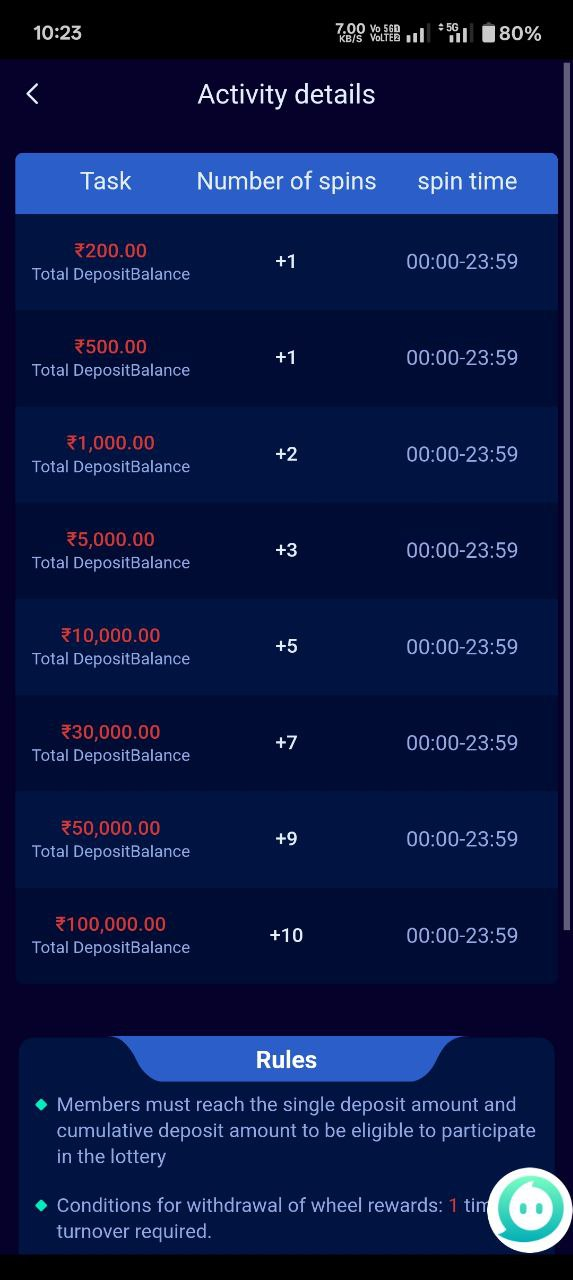 10:23 7.00 KB/S Vo 5G VoLTE 5G 80%
Activity details
Task Number of spins spin time
₹200.00
Total DepositBalance +1 00:00-23:59
₹500.00
Total DepositBalance +1 00:00-23:59
₹1,000.00
Total DepositBalance +2 00:00-23:59
₹5,000.00
Total DepositBalance +3 00:00-23:59
₹10,000.00
Total DepositBalance +5 00:00-23:59
₹30,000.00
Total DepositBalance +7 00:00-23:59
₹50,000.00
Total DepositBalance +9 00:00-23:59
₹100,000.00
Total DepositBalance +10 00:00-23:59
Rules
Members must reach the single deposit amount and
cumulative deposit amount to be eligible to participate
in the lottery
Conditions for withdrawal of wheel rewards: 1
turnover required.